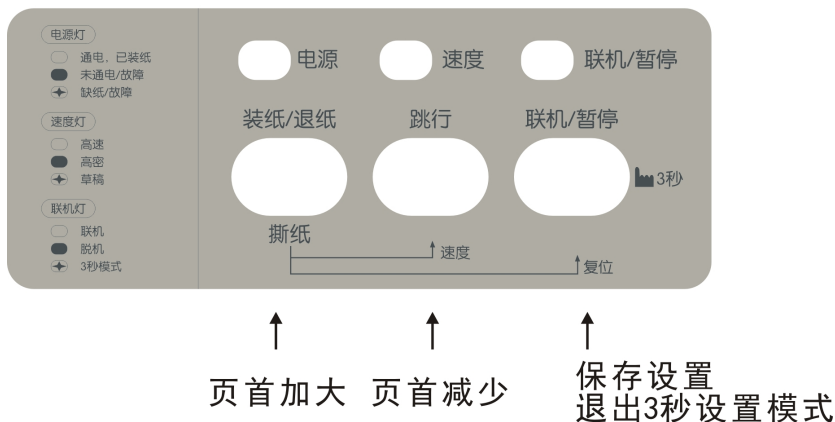 电源灯
通电，已装纸
未通电/故障
缺纸/故障
速度灯
高速
高密
草稿
联机灯
联机
脱机
3秒模式
电源
速度
联机/暂停
装纸/退纸
跳行
联机/暂停
3秒
撕纸
速度
复位
页首加大
页首减少
保存设置
退出3秒设置模式